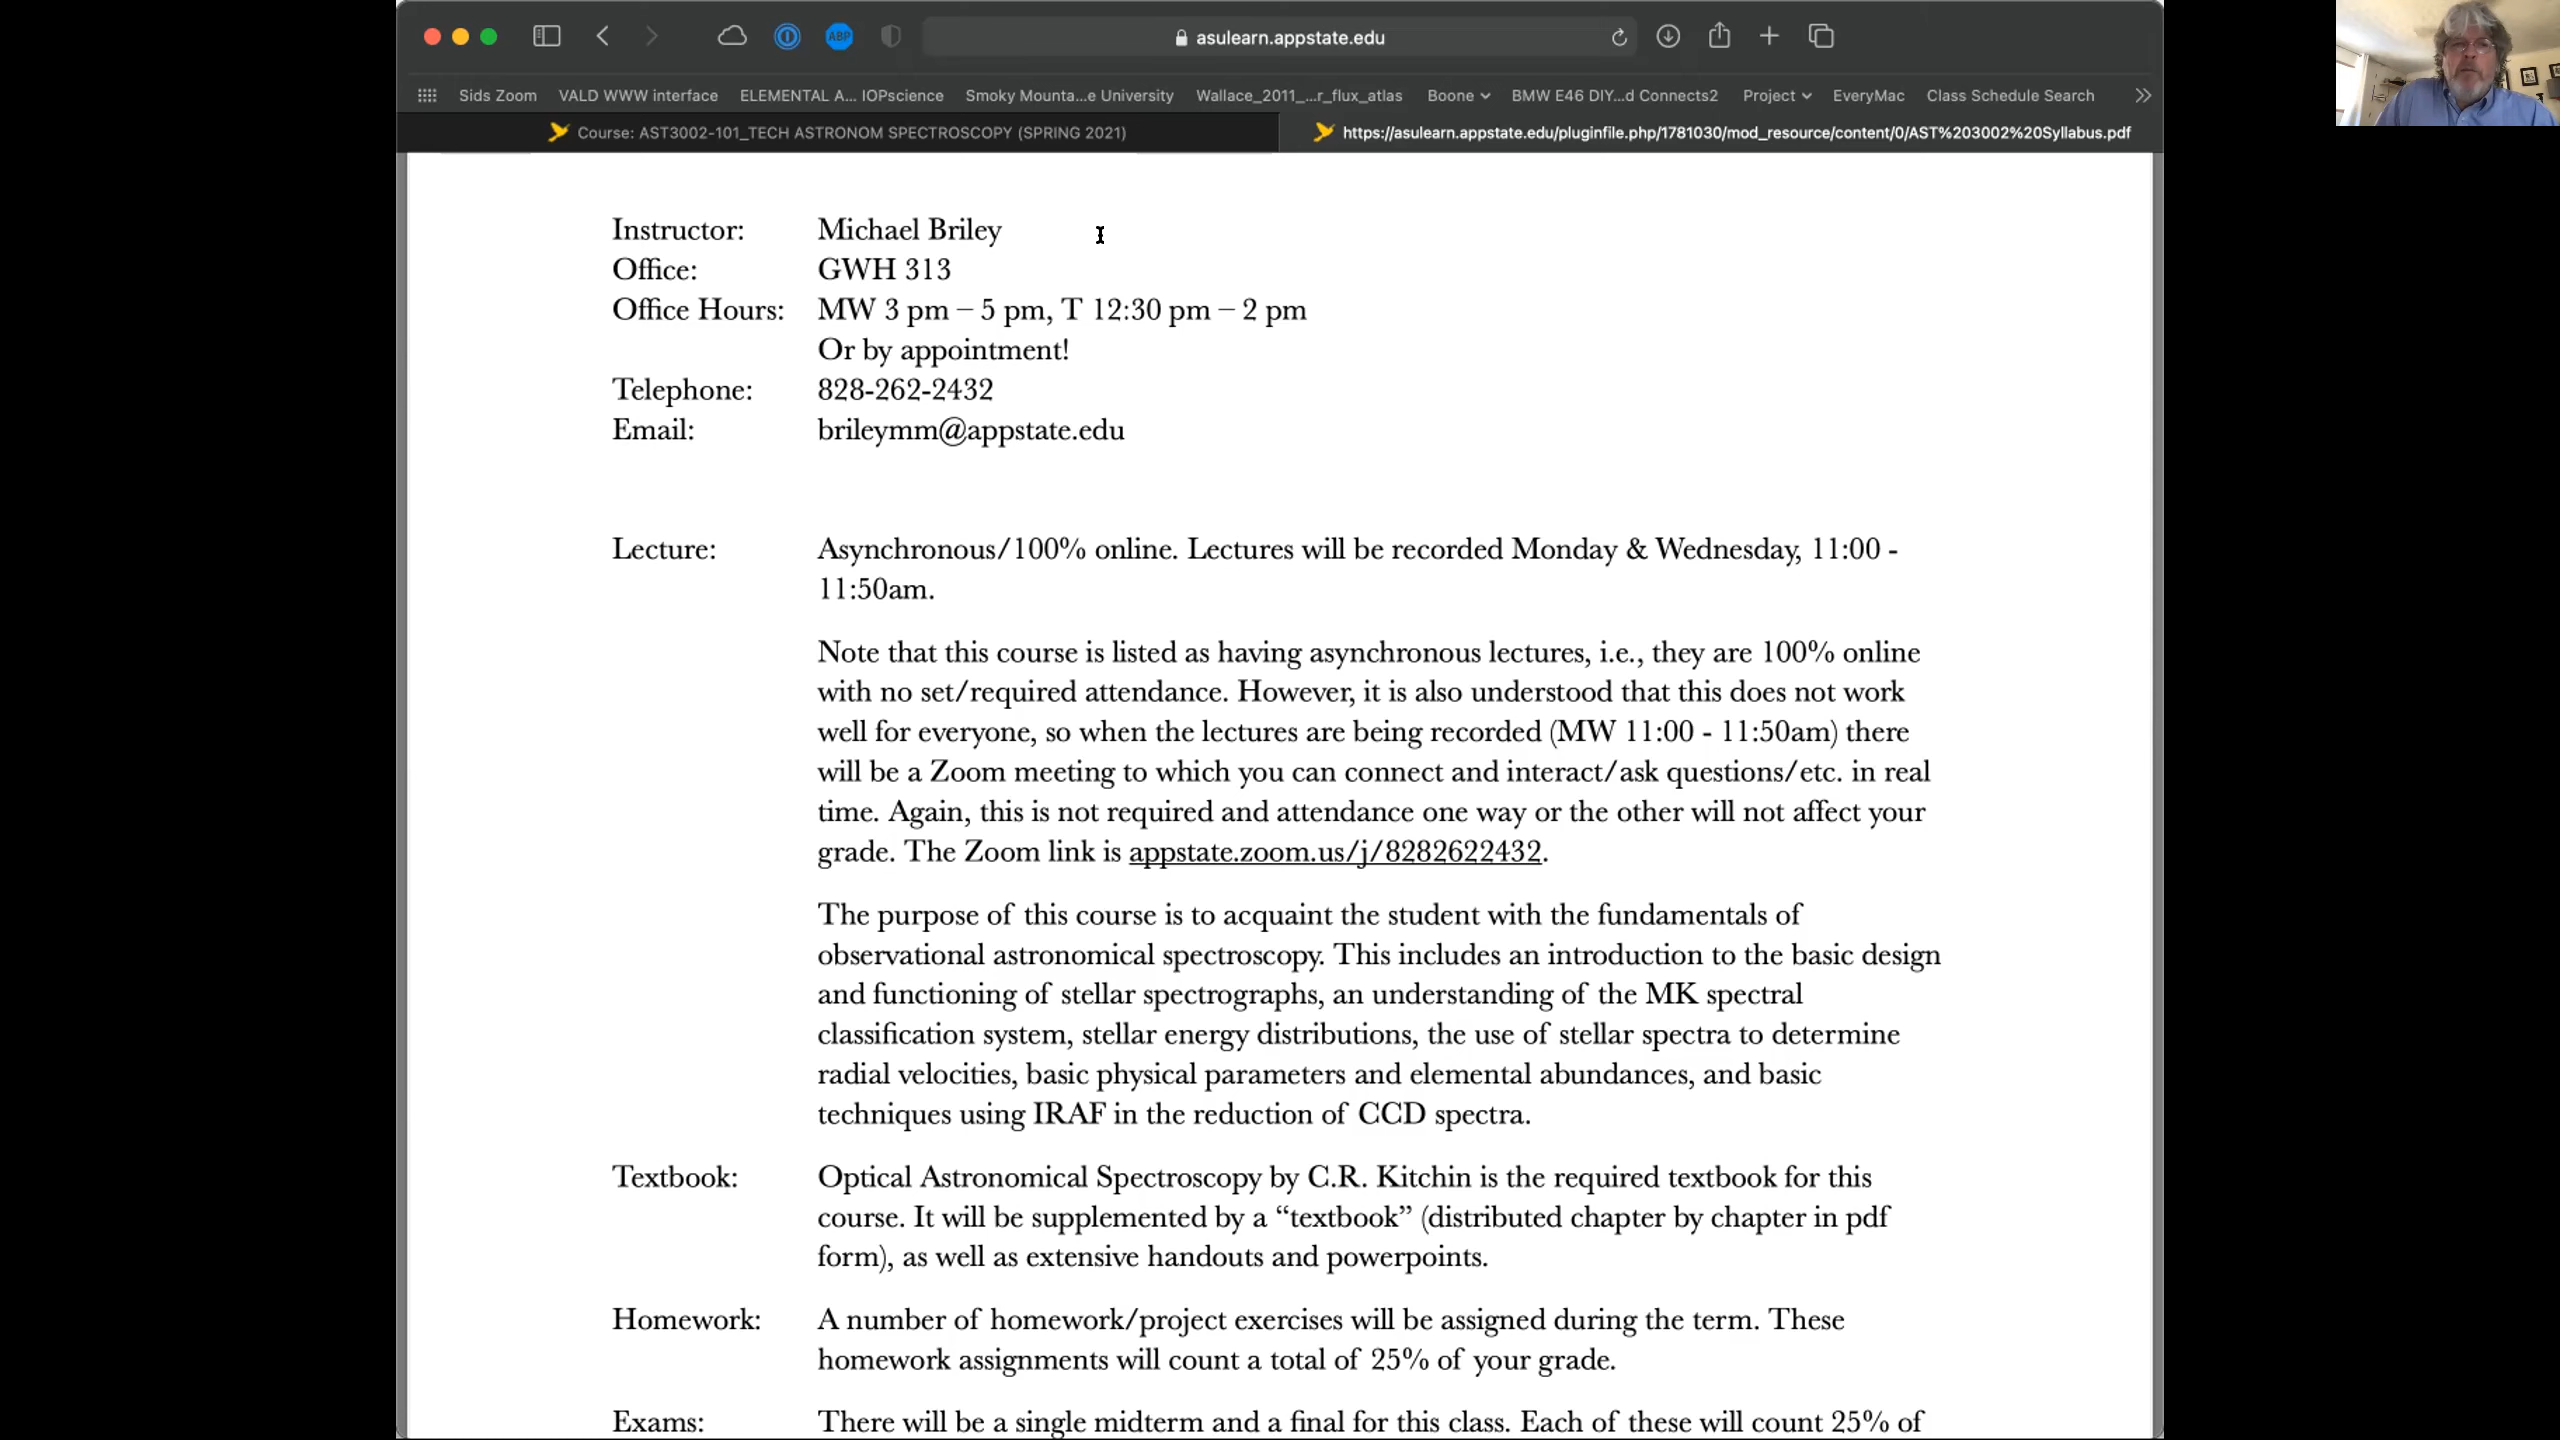 asulearn.appstate.edu
Sids Zoom VALD WWW interface ELEMENTAL A... IOPscience Smoky Mounta...e University Wallace_2011_...r_flux_atlas Boone BMW E46 DIY...d Connects2 Project EveryMac Class Schedule Search
Course: AST3002-101_TECH ASTRONOM SPECTROSCOPY (SPRING 2021) https://asulearn.appstate.edu/pluginfile.php/1781030/mod_resource/content/0/AST%203002%20Syllabus.pdf
Instructor: Michael Briley
Office: GWH 313
Office Hours: MW 3 pm – 5 pm, T 12:30 pm – 2 pm
Or by appointment!
Telephone: 828-262-2432
Email: brileymm@appstate.edu
Lecture: Asynchronous/100% online. Lectures will be recorded Monday & Wednesday, 11:00 -
11:50am.
Note that this course is listed as having asynchronous lectures, i.e., they are 100% online
with no set/required attendance. However, it is also understood that this does not work
well for everyone, so when the lectures are being recorded (MW 11:00 - 11:50am) there
will be a Zoom meeting to which you can connect and interact/ask questions/etc. in real
time. Again, this is not required and attendance one way or the other will not affect your
grade. The Zoom link is appstate.zoom.us/j/8282622432.
The purpose of this course is to acquaint the student with the fundamentals of
observational astronomical spectroscopy. This includes an introduction to the basic design
and functioning of stellar spectrographs, an understanding of the MK spectral
classification system, stellar energy distributions, the use of stellar spectra to determine
radial velocities, basic physical parameters and elemental abundances, and basic
techniques using IRAF in the reduction of CCD spectra.
Textbook: Optical Astronomical Spectroscopy by C.R. Kitchin is the required textbook for this
course. It will be supplemented by a “textbook” (distributed chapter by chapter in pdf
form), as well as extensive handouts and powerpoints.
Homework: A number of homework/project exercises will be assigned during the term. These
homework assignments will count a total of 25% of your grade.
Exams: There will be a single midterm and a final for this class. Each of these will count 25% of